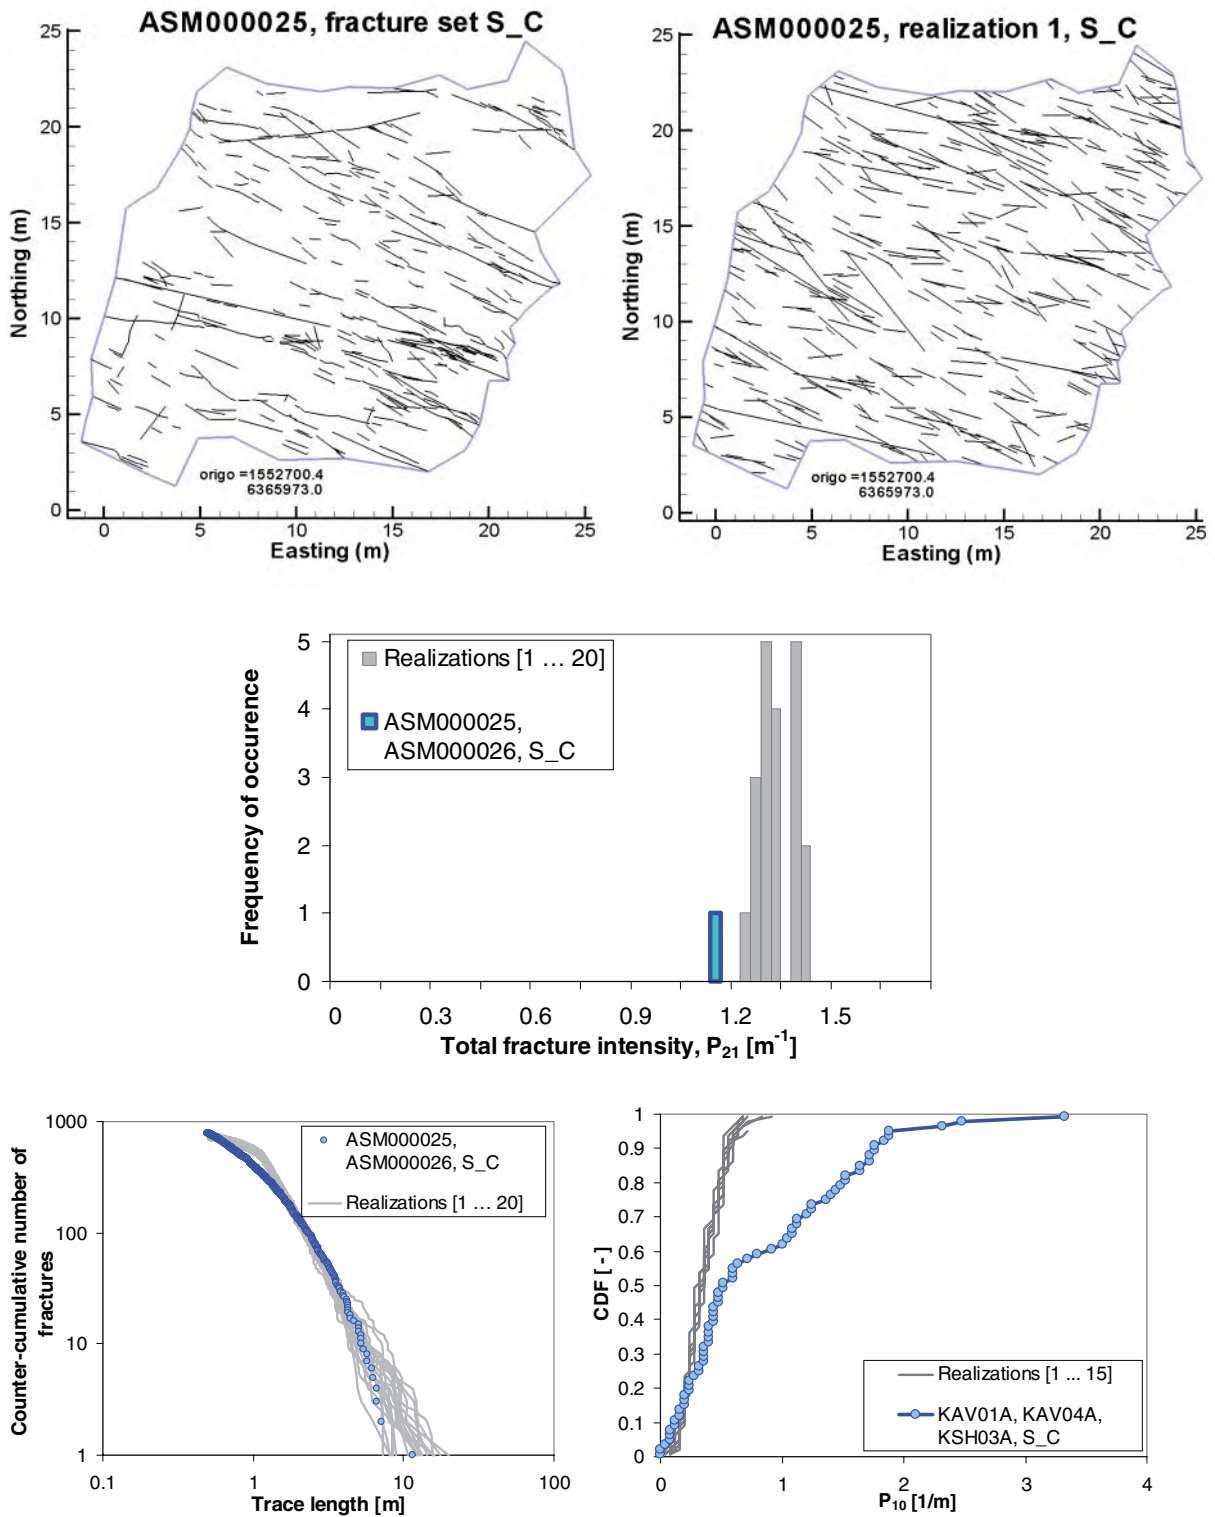 ASM000025, fracture set S_C
25
20
15
10
5
0
Northing (m)
origo =1552700.4
6365973.0
0 5 10 15 20 25
Easting (m)
ASM000025, realization 1, S_C
25
20
15
10
5
0
Northing (m)
origo =1552700.4
6365973.0
0 5 10 15 20 25
Easting (m)
5
4
3
2
1
0
Frequency of occurence
Realizations [1 … 20]
ASM000025,
ASM000026, S_C
0 0.3 0.6 0.9 1.2 1.5
Total fracture intensity, P21 [m-1]
1000
100
10
1
Counter-cumulative number of
fractures
ASM000025,
ASM000026, S_C
Realizations [1 … 20]
0.1 1 10 100
Trace length [m]
1
0.9
0.8
0.7
0.6
0.5
0.4
0.3
0.2
0.1
0
CDF [ - ]
Realizations [1 ... 15]
KAV01A, KAV04A,
KSH03A, S_C
0 1 2 3 4
P10 [1/m]